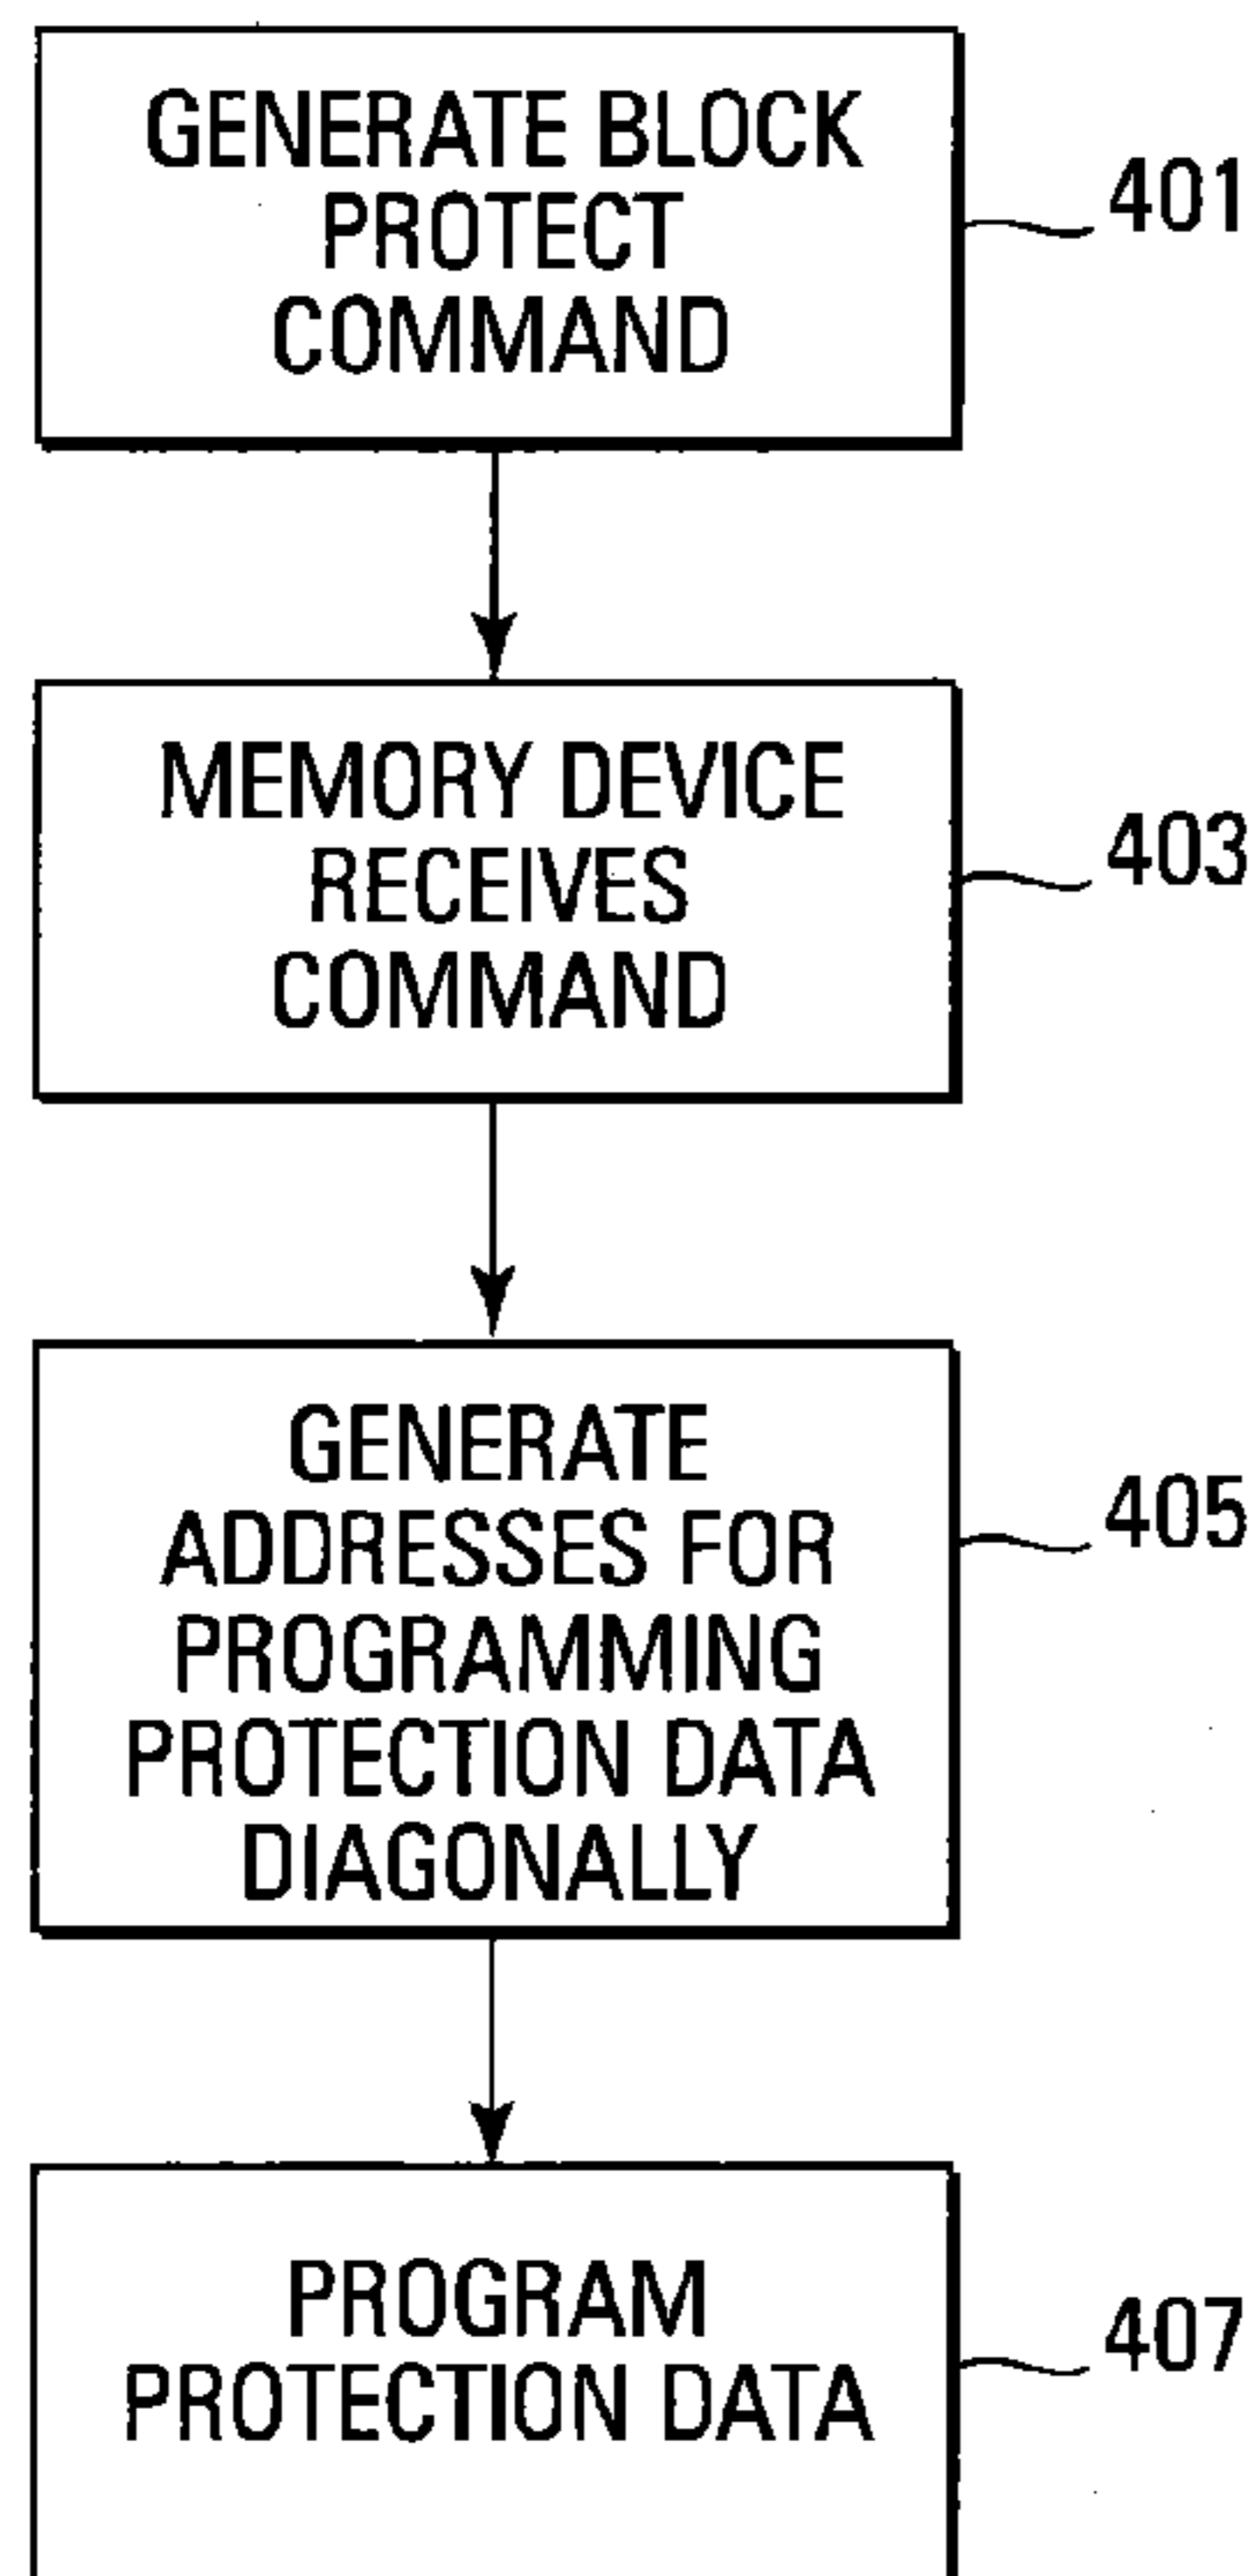 GENERATE BLOCK
PROTECT
COMMAND
401
MEMORY DEVICE
RECEIVES
COMMAND
403
GENERATE
ADDRESSES FOR
PROGRAMMING
PROTECTION DATA
DIAGONALLY
405
PROGRAM
PROTECTION DATA
407